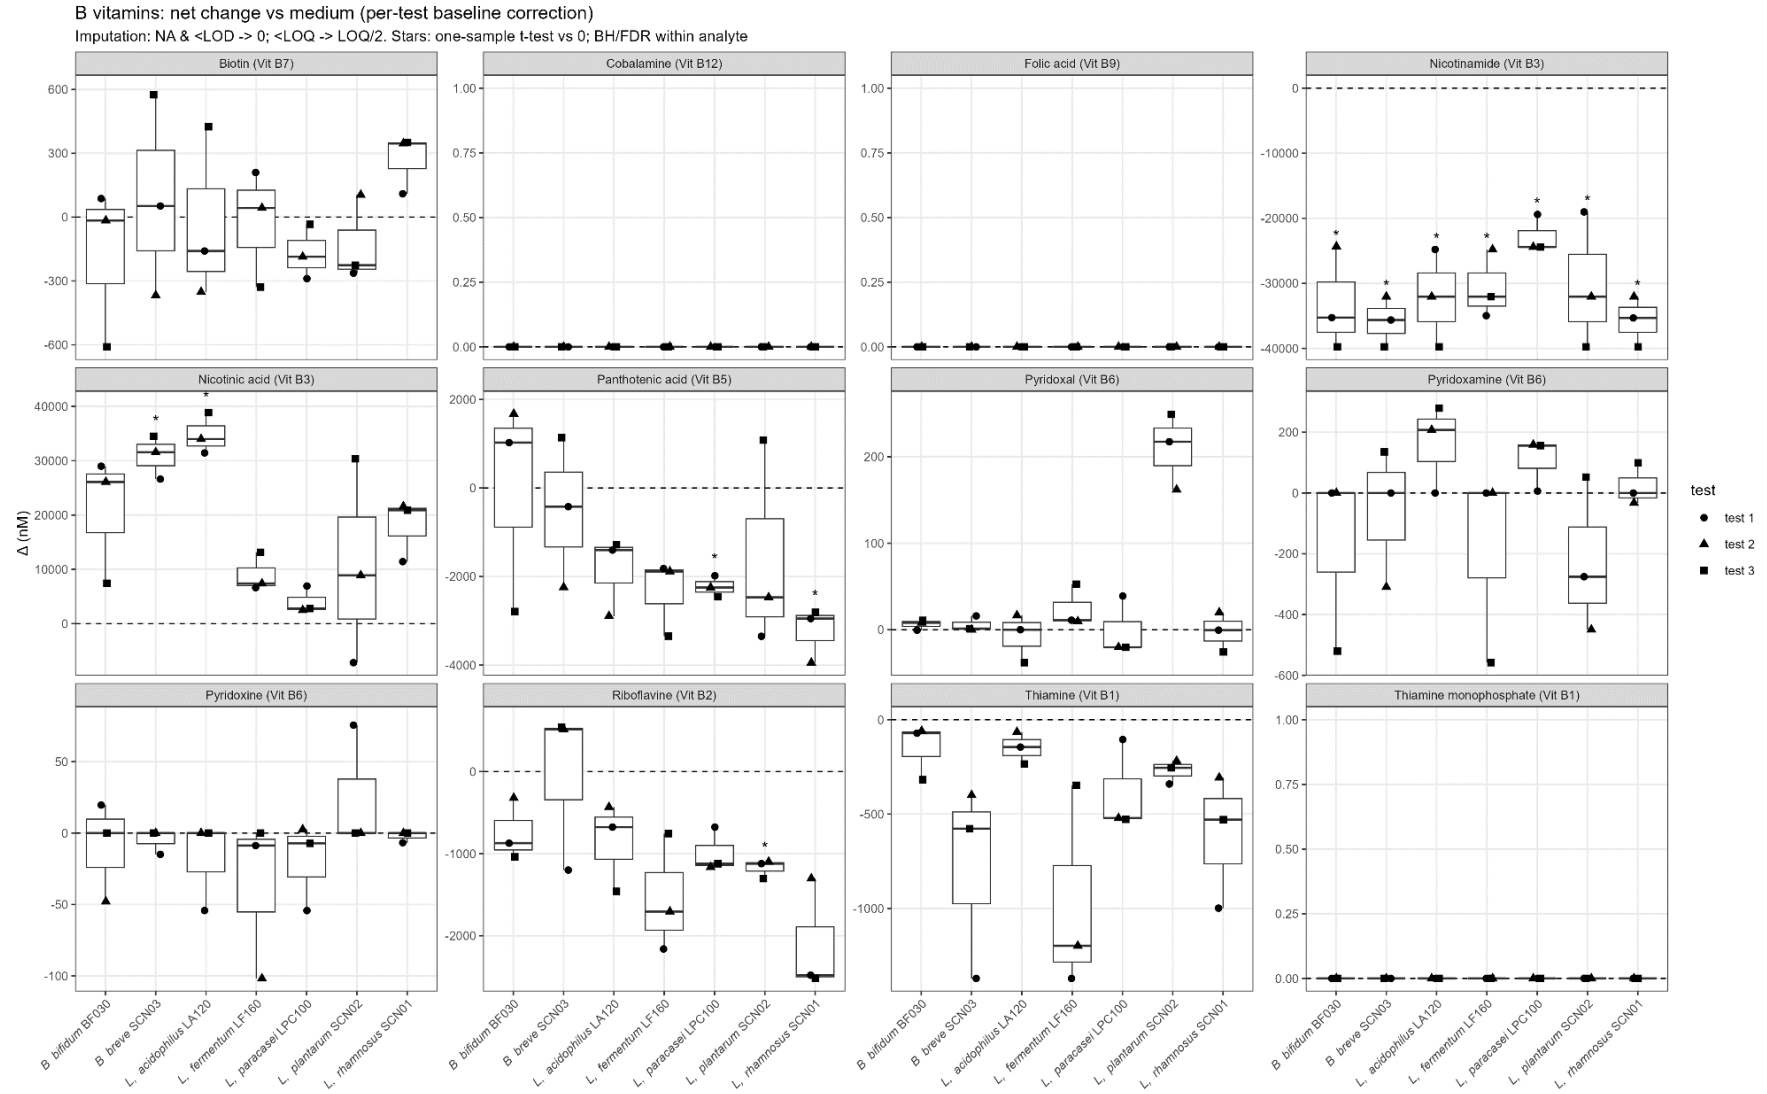 B vitamins: net change vs medium (per-test baseline correction)
Imputation: NA & <LOD -> 0; <LOQ -> LOQ/2. Stars: one-sample t-test vs 0; BH/FDR within analyte
Biotin (Vit B7)
Cobalamine (Vit B12)
Folic acid (Vit B9)
Nicotinamide (Vit B3)
600
300
0
-300
-600
1.00
0.75
0.50
0.25
0.00
1.00
0.75
0.50
0.25
0.00
0
-10000
-20000
-30000
-40000
* * * * * * *
Nicotinic acid (Vit B3)
Panthotenic acid (Vit B5)
Pyridoxal (Vit B6)
Pyridoxamine (Vit B6)
40000
30000
20000
10000
0
* *
2000
0
-2000
-4000
* *
200
100
0
200
0
-200
-400
-600
Δ (nM)
test
test 1
test 2
test 3
Pyridoxine (Vit B6)
Riboflavine (Vit B2)
Thiamine (Vit B1)
Thiamine monophosphate (Vit B1)
50
0
-50
-100
0
-1000
-2000
*
0
-500
-1000
1.00
0.75
0.50
0.25
0.00
B bifidum BF030
B breve SCN03
L, acidophilus LA120
L, fermentum LF160
L, paracasei LPC100
L, plantarum SCN02
L, rhamnosus SCN01
B bifidum BF030
B breve SCN03
L, acidophilus LA120
L, fermentum LF160
L, paracasei LPC100
L, plantarum SCN02
L, rhamnosus SCN01
B bifidum BF030
B breve SCN03
L, acidophilus LA120
L, fermentum LF160
L, paracasei LPC100
L, plantarum SCN02
L, rhamnosus SCN01
B bifidum BF030
B breve SCN03
L, acidophilus LA120
L, fermentum LF160
L, paracasei LPC100
L, plantarum SCN02
L, rhamnosus SCN01